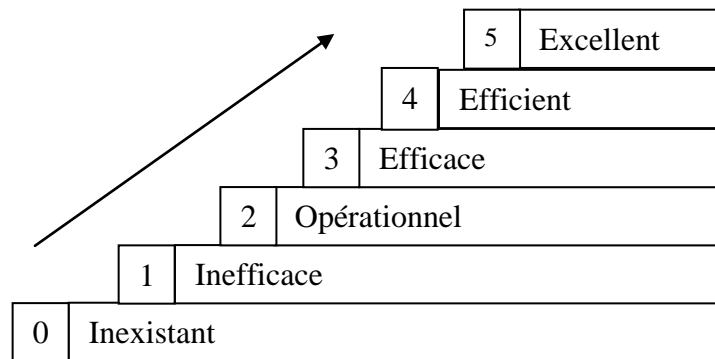 5 Excellent
4 Efficient
3 Efficace
2 Opérationnel
1 Inefficace
0 Inexistant